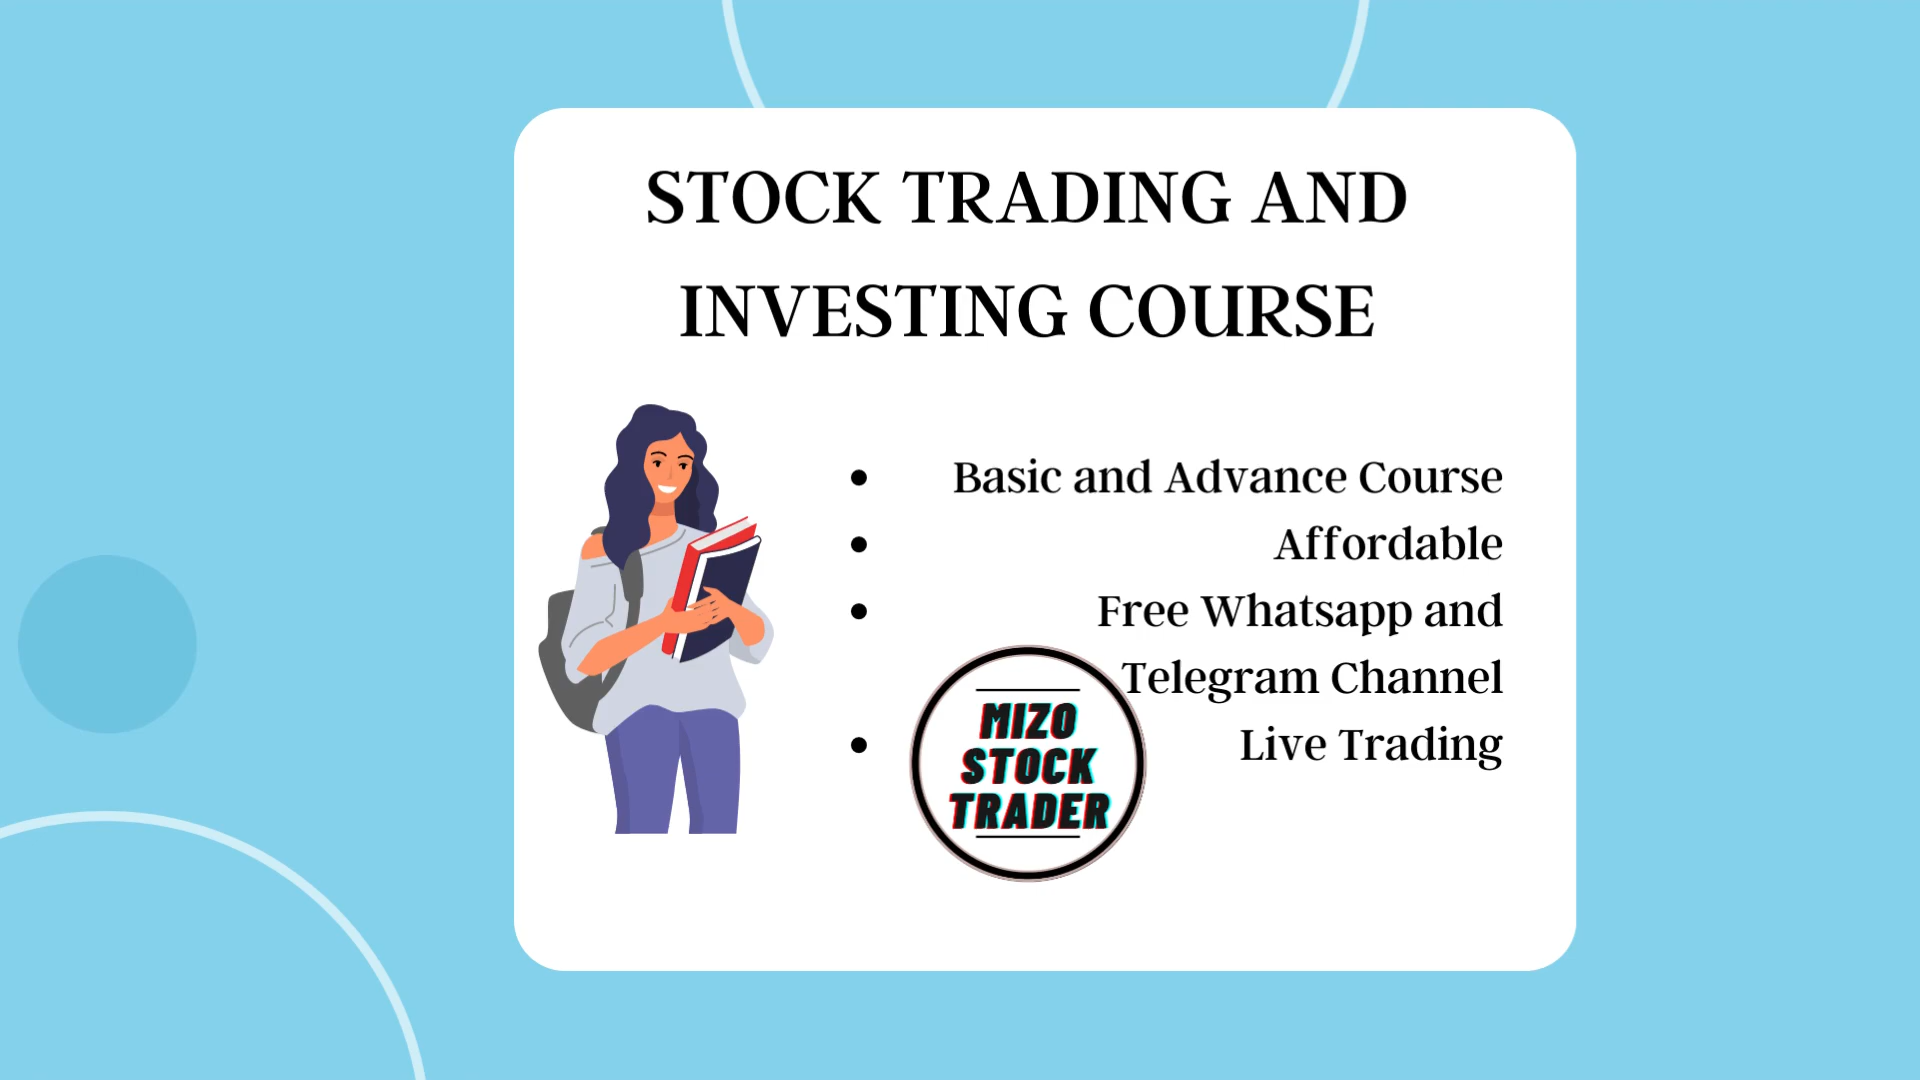 STOCK TRADING AND
INVESTING COURSE
Basic and Advance Course
Affordable
Free Whatsapp and
Telegram Channel
Live Trading
MIZO
STOCK
TRADER